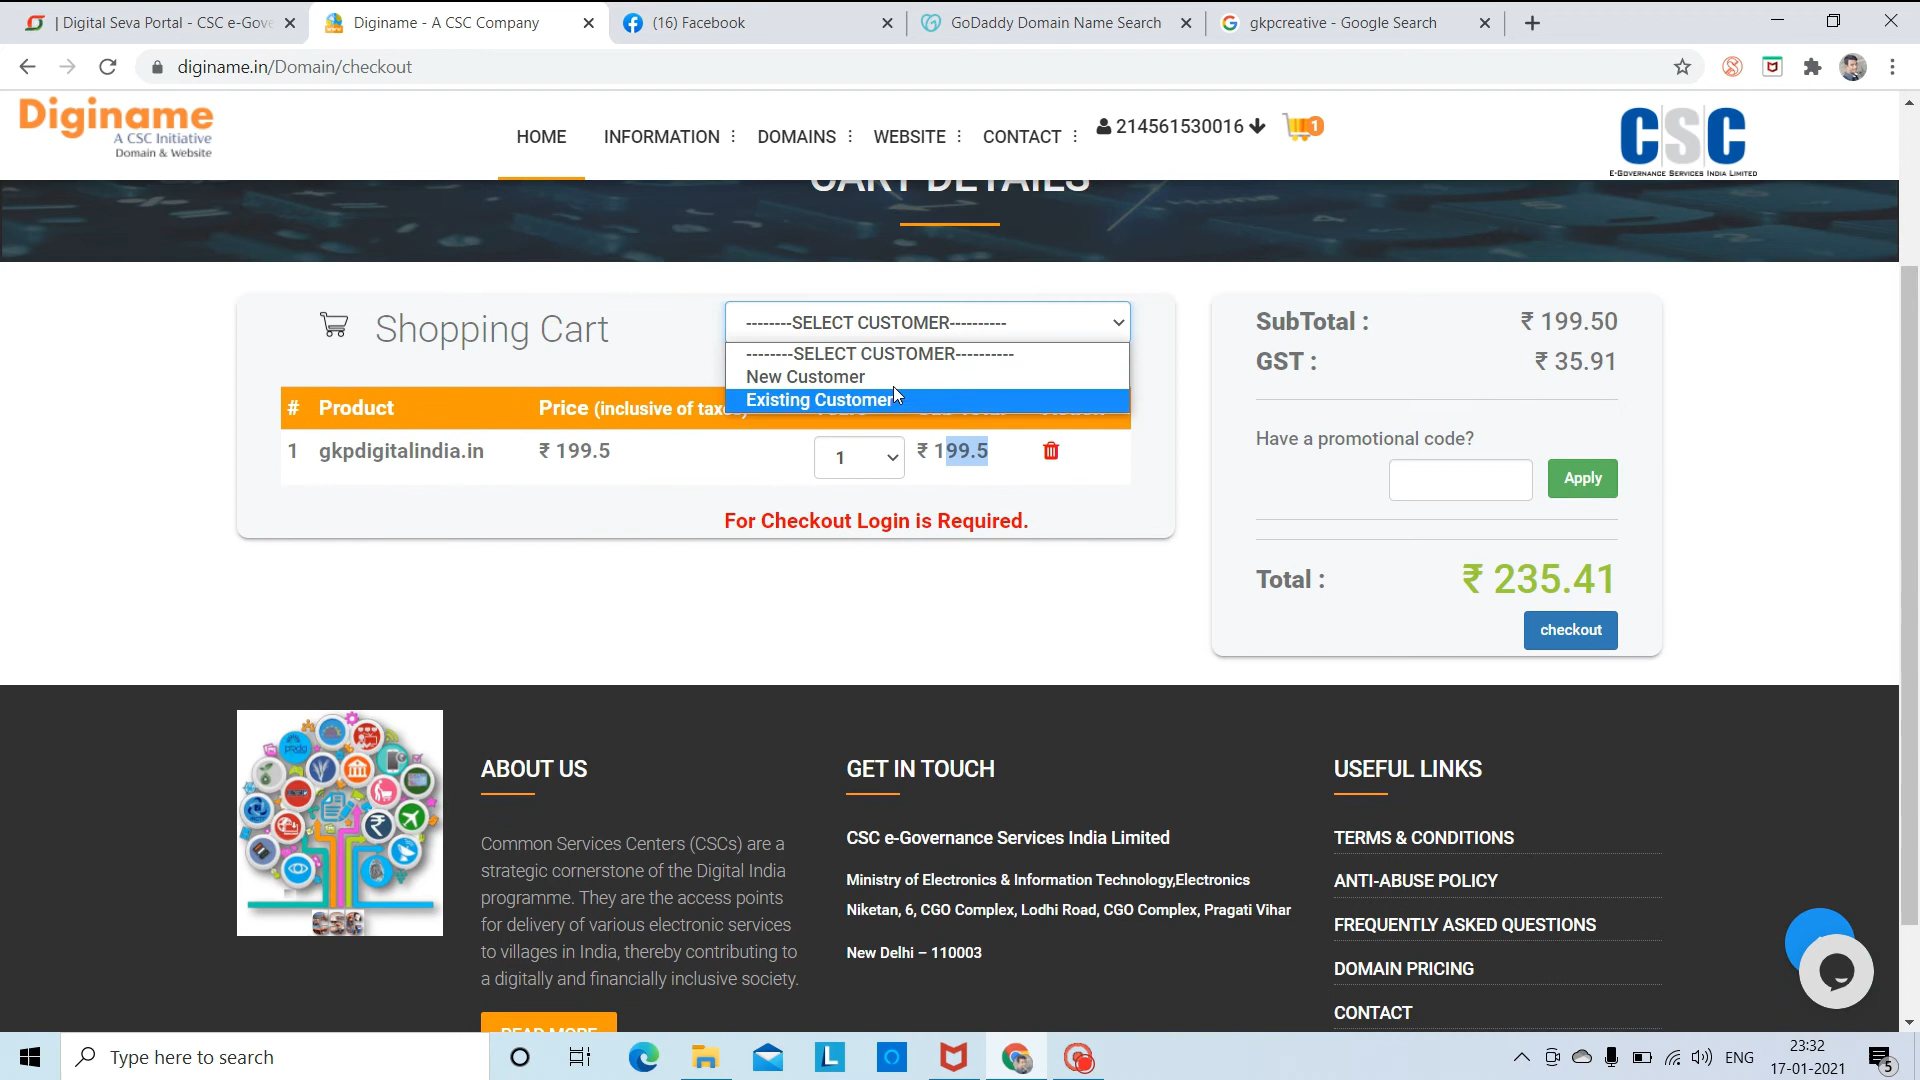 | Digital Seva Portal - CSC e-Gove
Diginame - A CSC Company
(16) Facebook
GoDaddy Domain Name Search
gkpcreative - Google Search
diginame.in/Domain/checkout
Diginame
A CSC Initiative
Domain & Website
HOME
INFORMATION
DOMAINS
WEBSITE
CONTACT
214561530016
1
CSC
E-GOVERNANCE SERVICES INDIA LIMITED
CART DETAILS
Shopping Cart
--------SELECT CUSTOMER----------
--------SELECT CUSTOMER----------
New Customer
Existing Customer
# Product Price (inclusive of taxes)
1 gkpdigitalindia.in ₹ 199.5 1 ₹ 199.5
For Checkout Login is Required.
SubTotal : ₹ 199.50
GST : ₹ 35.91
Have a promotional code?
Apply
Total : ₹ 235.41
checkout
ABOUT US
Common Services Centers (CSCs) are a
strategic cornerstone of the Digital India
programme. They are the access points
for delivery of various electronic services
to villages in India, thereby contributing to
a digitally and financially inclusive society.
READ MORE
GET IN TOUCH
CSC e-Governance Services India Limited
Ministry of Electronics & Information Technology,Electronics
Niketan, 6, CGO Complex, Lodhi Road, CGO Complex, Pragati Vihar
New Delhi – 110003
USEFUL LINKS
TERMS & CONDITIONS
ANTI-ABUSE POLICY
FREQUENTLY ASKED QUESTIONS
DOMAIN PRICING
CONTACT
Type here to search
ENG
23:32
17-01-2021
5